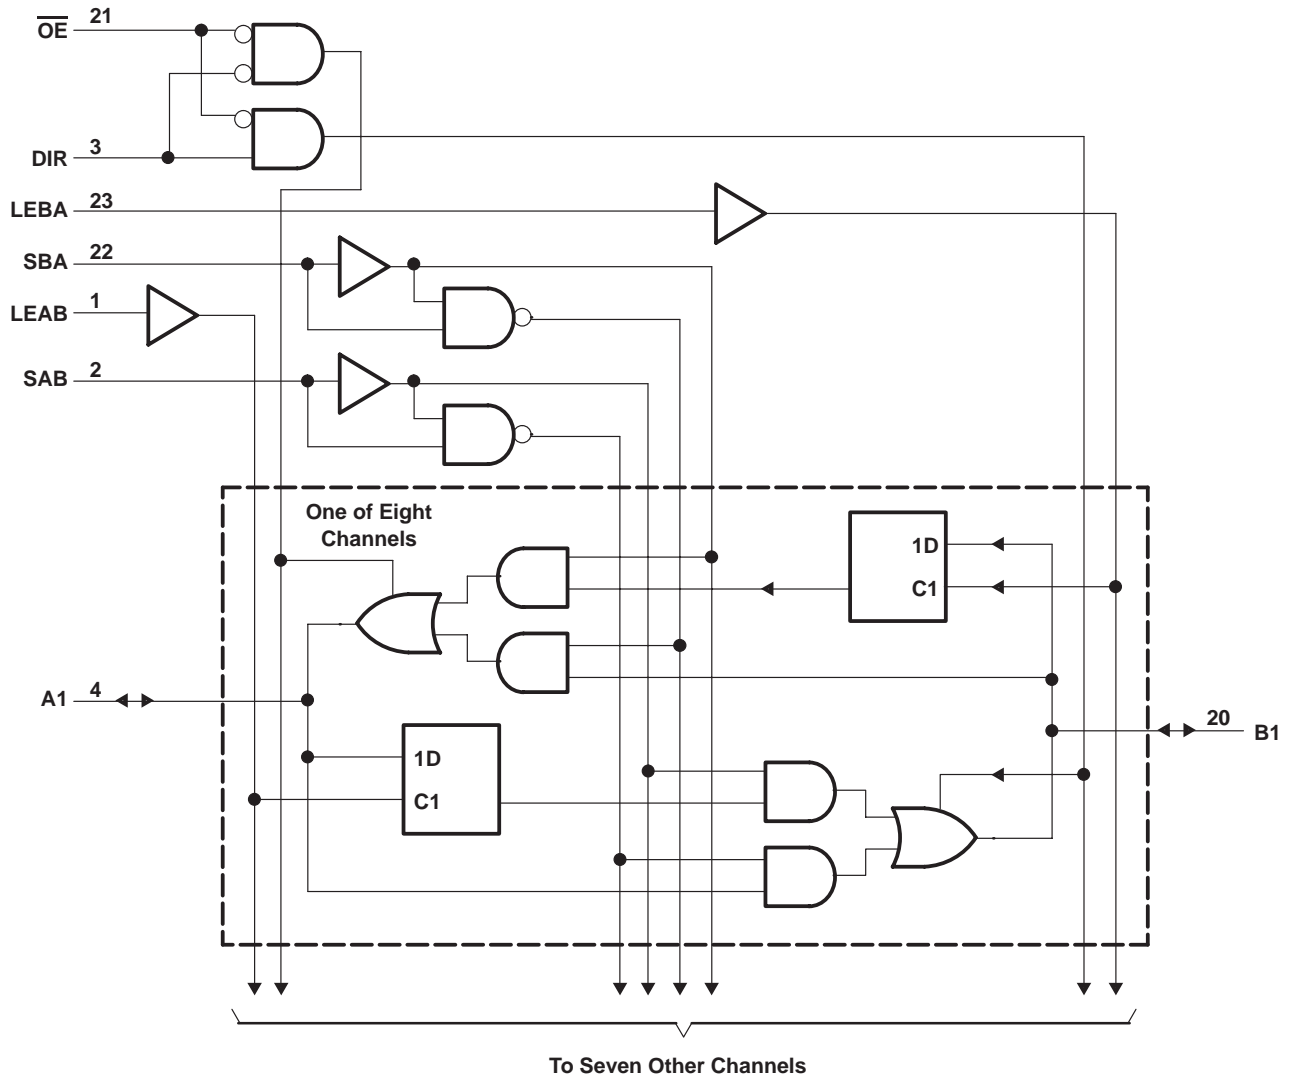 OE 21
DIR 3
LEBA 23
SBA 22
LEAB 1
SAB 2
One of Eight
Channels
1D
C1
A1 4
20 B1
1D
C1
To Seven Other Channels